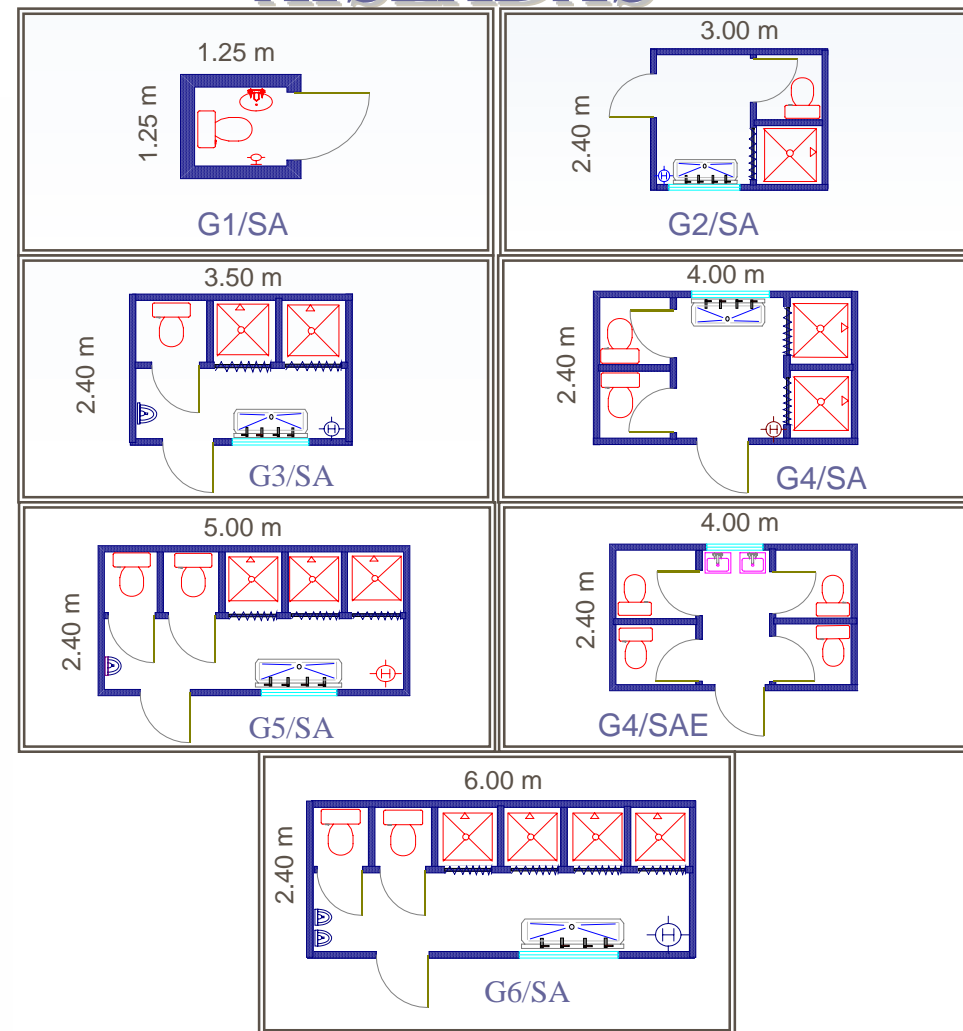 1.25 m
1.25 m
G1/SA
3.00 m
2.40 m
H
G2/SA
3.50 m
2.40 m
H
G3/SA
4.00 m
2.40 m
H
G4/SA
5.00 m
2.40 m
H
G5/SA
4.00 m
2.40 m
G4/SAE
6.00 m
2.40 m
H
G6/SA